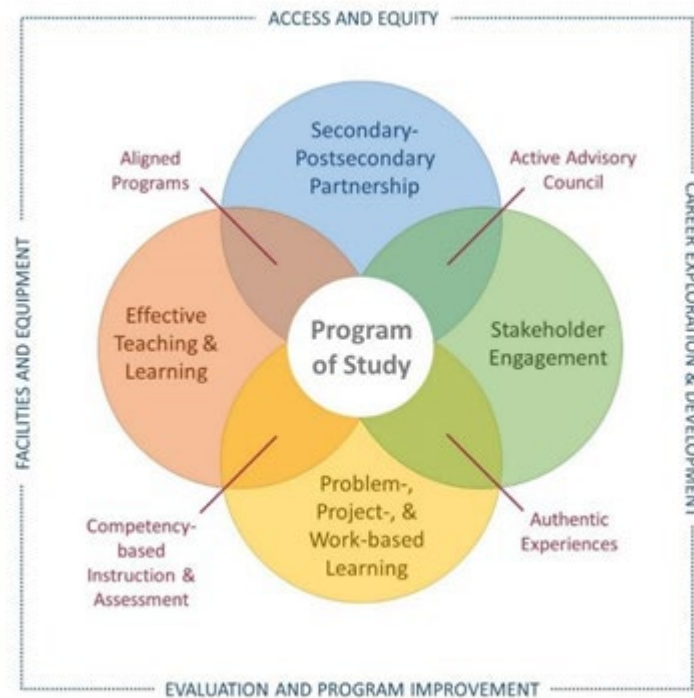 ACCESS AND EQUITY
Secondary-
Postsecondary
Partnership
Aligned
Programs
Active Advisory
Council
FACILITIES AND EQUIPMENT
CAREER EXPLORATION & DEVELOPMENT
Effective
Teaching &
Learning
Program
of Study
Stakeholder
Engagement
Problem-,
Project-, &
Work-based
Learning
Competency-
based
Instruction &
Assessment
Authentic
Experiences
EVALUATION AND PROGRAM IMPROVEMENT